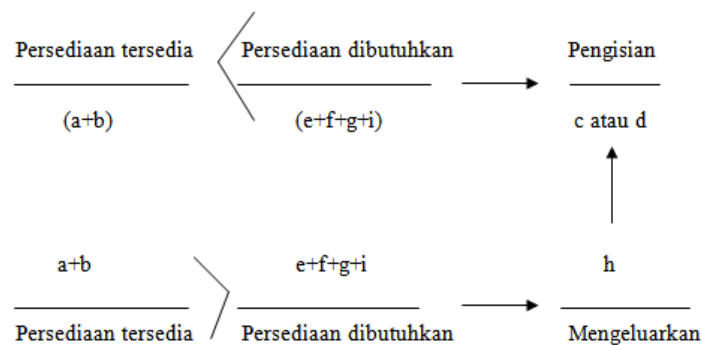 Persediaan tersedia Persediaan dibutuhkan Pengisian
(a+b) (e+f+g+i) c atau d
a+b e+f+g+i h
Persediaan tersedia Persediaan dibutuhkan Mengeluarkan